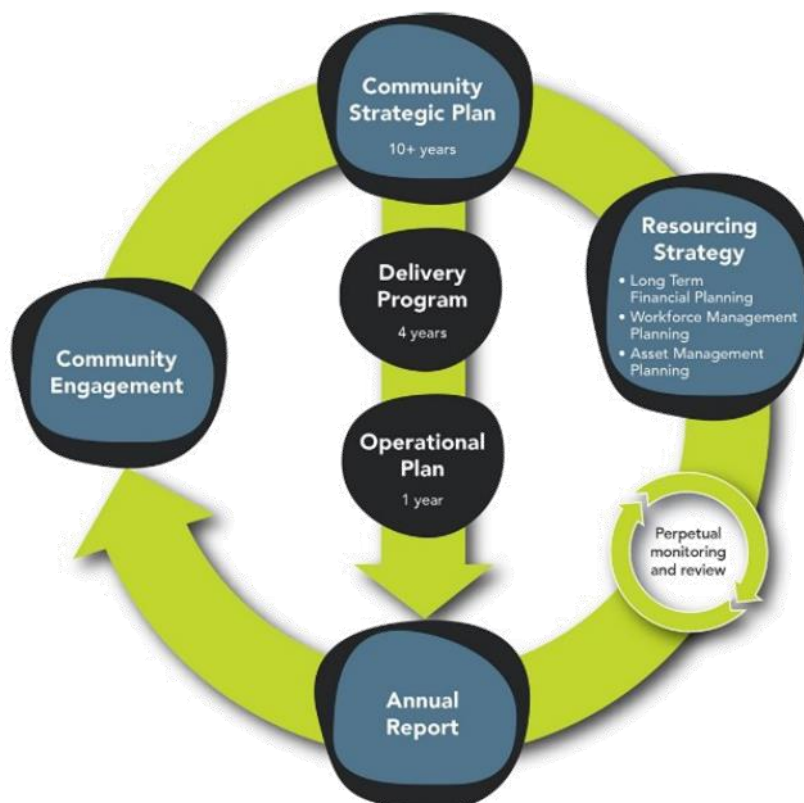 Community
Strategic Plan
10+ years
Resourcing
Strategy
• Long Term
Financial Planning
• Workforce Management
Planning
• Asset Management
Planning
Delivery
Program
4 years
Community
Engagement
Operational
Plan
1 year
Perpetual
monitoring
and review
Annual
Report